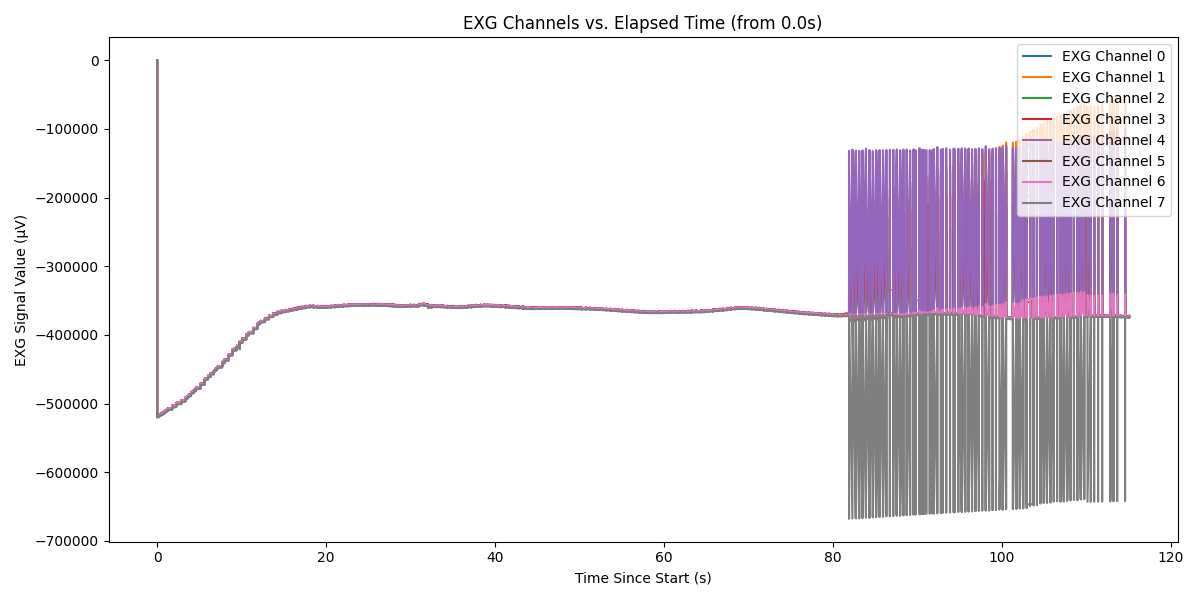 EXG Channels vs. Elapsed Time (from 0.0s)
EXG Signal Value (µV)
0
−100000
−200000
−300000
−400000
−500000
−600000
−700000
EXG Channel 0
EXG Channel 1
EXG Channel 2
EXG Channel 3
EXG Channel 4
EXG Channel 5
EXG Channel 6
EXG Channel 7
0 20 40 60 80 100 120
Time Since Start (s)